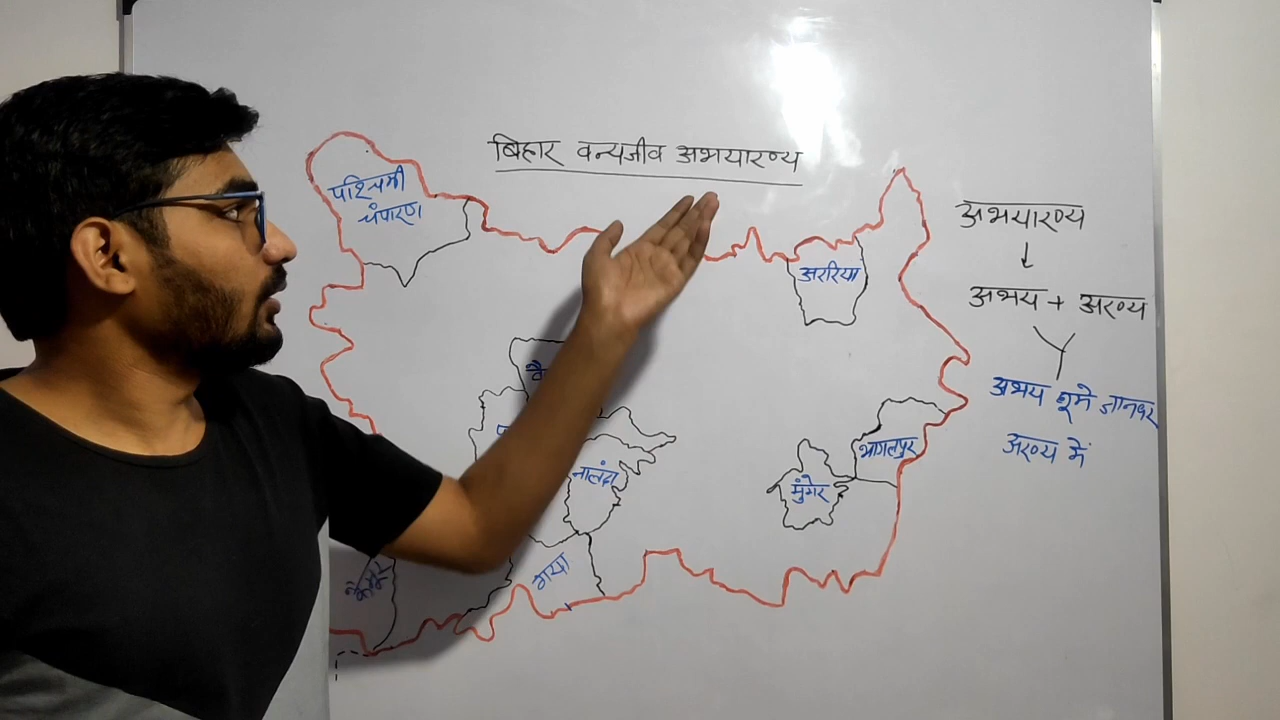 बिहार वन्यजीव अभयारण्य
पश्चिमी
चंपारण
अररिया
नालंदा
गया
मुंगेर
भागलपुर
अभयारण्य
↓
अभय + अरण्य
अभय घूमे जानवर
अरण्य में